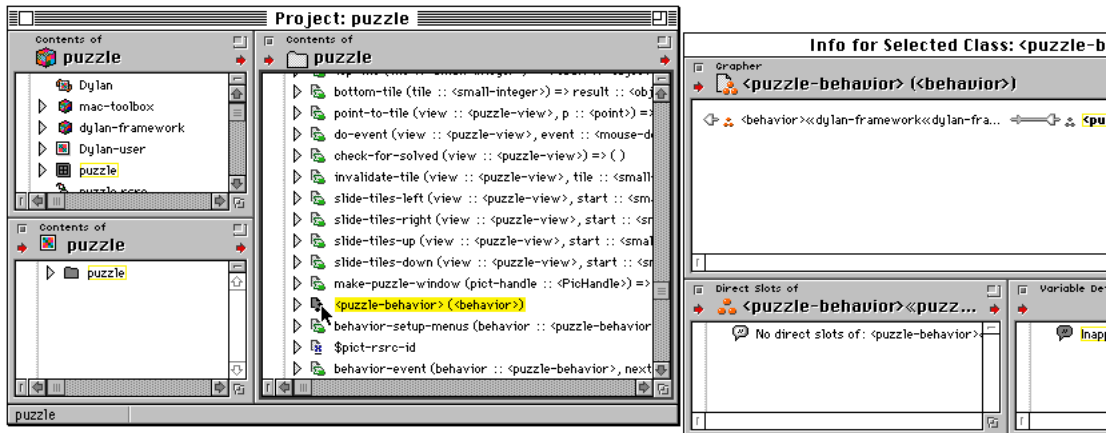 Project: puzzle
Contents of
puzzle
Dylan
mac-toolbox
dylan-framework
Dylan-user
puzzle
puzzle.rsrc
Contents of
puzzle
puzzle
Contents of
puzzle
bottom-tile (tile :: <small-integer>) => result :: <obj
point-to-tile (view :: <puzzle-view>, p :: <point>) =>
do-event (view :: <puzzle-view>, event :: <mouse-d
check-for-solved (view :: <puzzle-view>) => ( )
invalidate-tile (view :: <puzzle-view>, tile :: <small-
slide-tiles-left (view :: <puzzle-view>, start :: <sm
slide-tiles-right (view :: <puzzle-view>, start :: <sm
slide-tiles-up (view :: <puzzle-view>, start :: <smal
slide-tiles-down (view :: <puzzle-view>, start :: <sm
make-puzzle-window (pict-handle :: <PicHandle>) =>
<puzzle-behavior> (<behavior>)
behavior-setup-menus (behavior :: <puzzle-behavior
$pict-rsrc-id
behavior-event (behavior :: <puzzle-behavior>, next
puzzle
Info for Selected Class: <puzzle-b
Grapher
<puzzle-behavior> (<behavior>)
<behavior>««dylan-framework««dylan-fra... <pu
Direct Slots of
<puzzle-behavior>«puzz...
No direct slots of: <puzzle-behavior>«
Variable De
Inapp